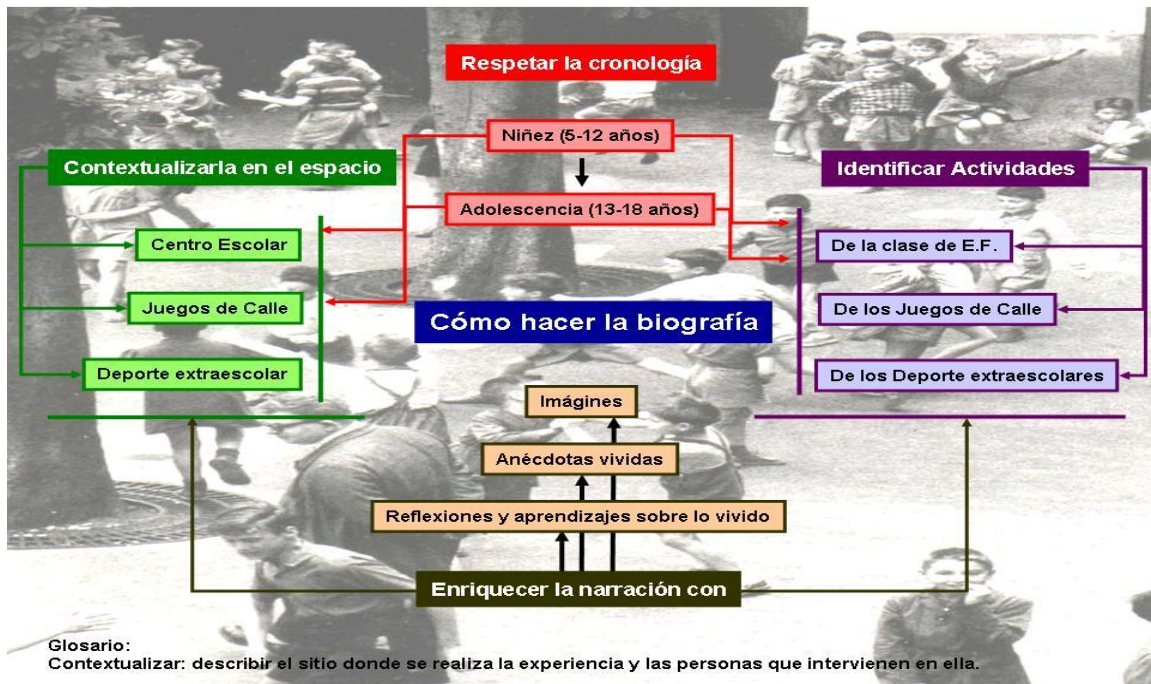 Respetar la cronología
Niñez (5-12 años)
Contextualizarla en el espacio
Identificar Actividades
Adolescencia (13-18 años)
Centro Escolar
De la clase de E.F.
Juegos de Calle
Cómo hacer la biografía
De los Juegos de Calle
Deporte extraescolar
De los Deporte extraescolares
Imágines
Anécdotas vividas
Reflexiones y aprendizajes sobre lo vivido
Enriquecer la narración con
Glosario:
Contextualizar: describir el sitio donde se realiza la experiencia y las personas que intervienen en ella.